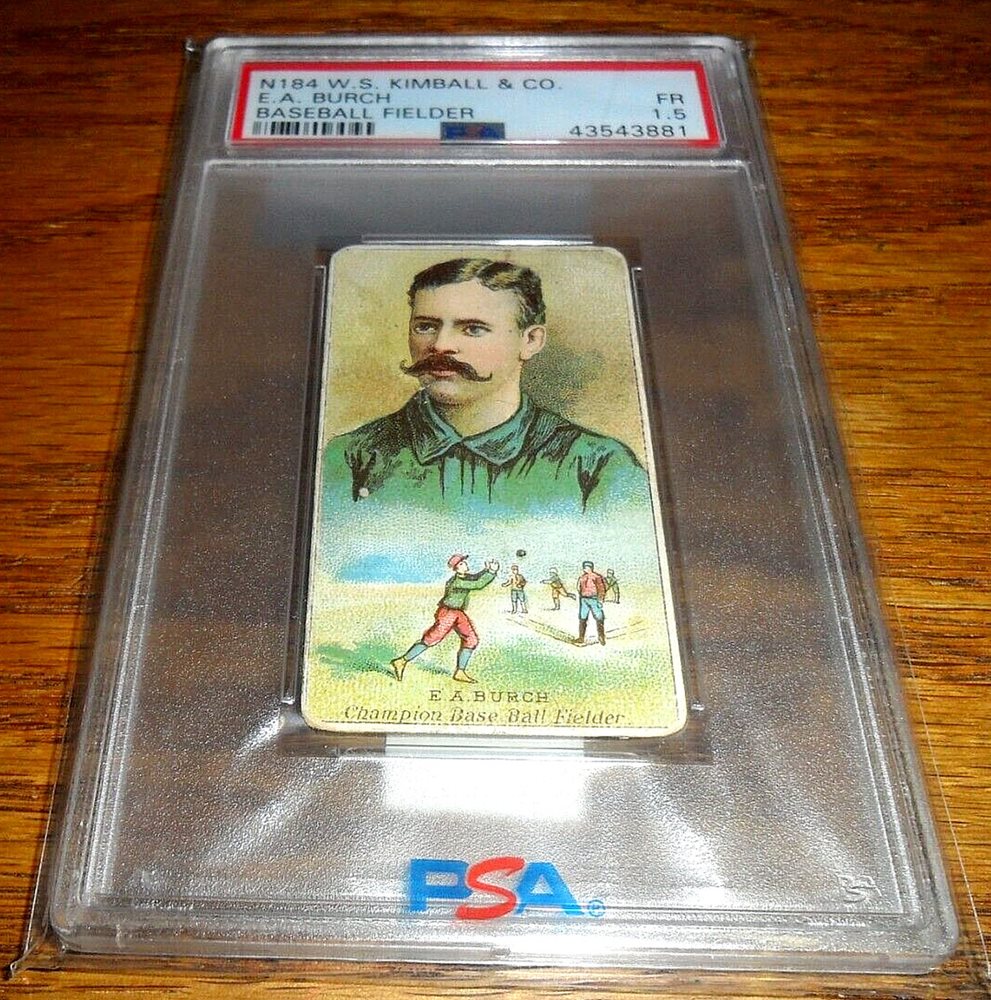 N184 W.S. KIMBALL & CO.
E.A. BURCH FR
BASEBALL FIELDER 1.5
PSA 43543881
E.A.BURCH
Champion Base Ball Fielder.
PSA®